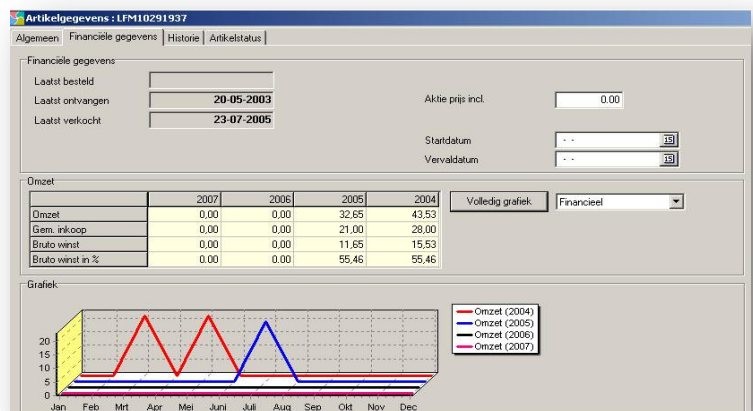 Artikelgegevens : LFM10291937
Algemeen Financiële gegevens Historie Artikelstatus
Financiële gegevens
Laatst besteld
Laatst ontvangen 20-05-2003 Aktie prijs incl. 0.00
Laatst verkocht 23-07-2005
Startdatum - - 15
Vervaldatum - - 15
Omzet
2007 2006 2005 2004 Volledig grafiek Financieel
Omzet 0,00 0,00 32,65 43,53
Gem. inkoop 0,00 0,00 21,00 28,00
Bruto winst 0,00 0,00 11,65 15,53
Bruto winst in % 0.00 0.00 55,46 55,46
Grafiek
Omzet (2004)
Omzet (2005)
Omzet (2006)
Omzet (2007)
20
15
10
5
0
Jan Feb Mrt Apr Mei Juni Juli Aug Sep Okt Nov Dec